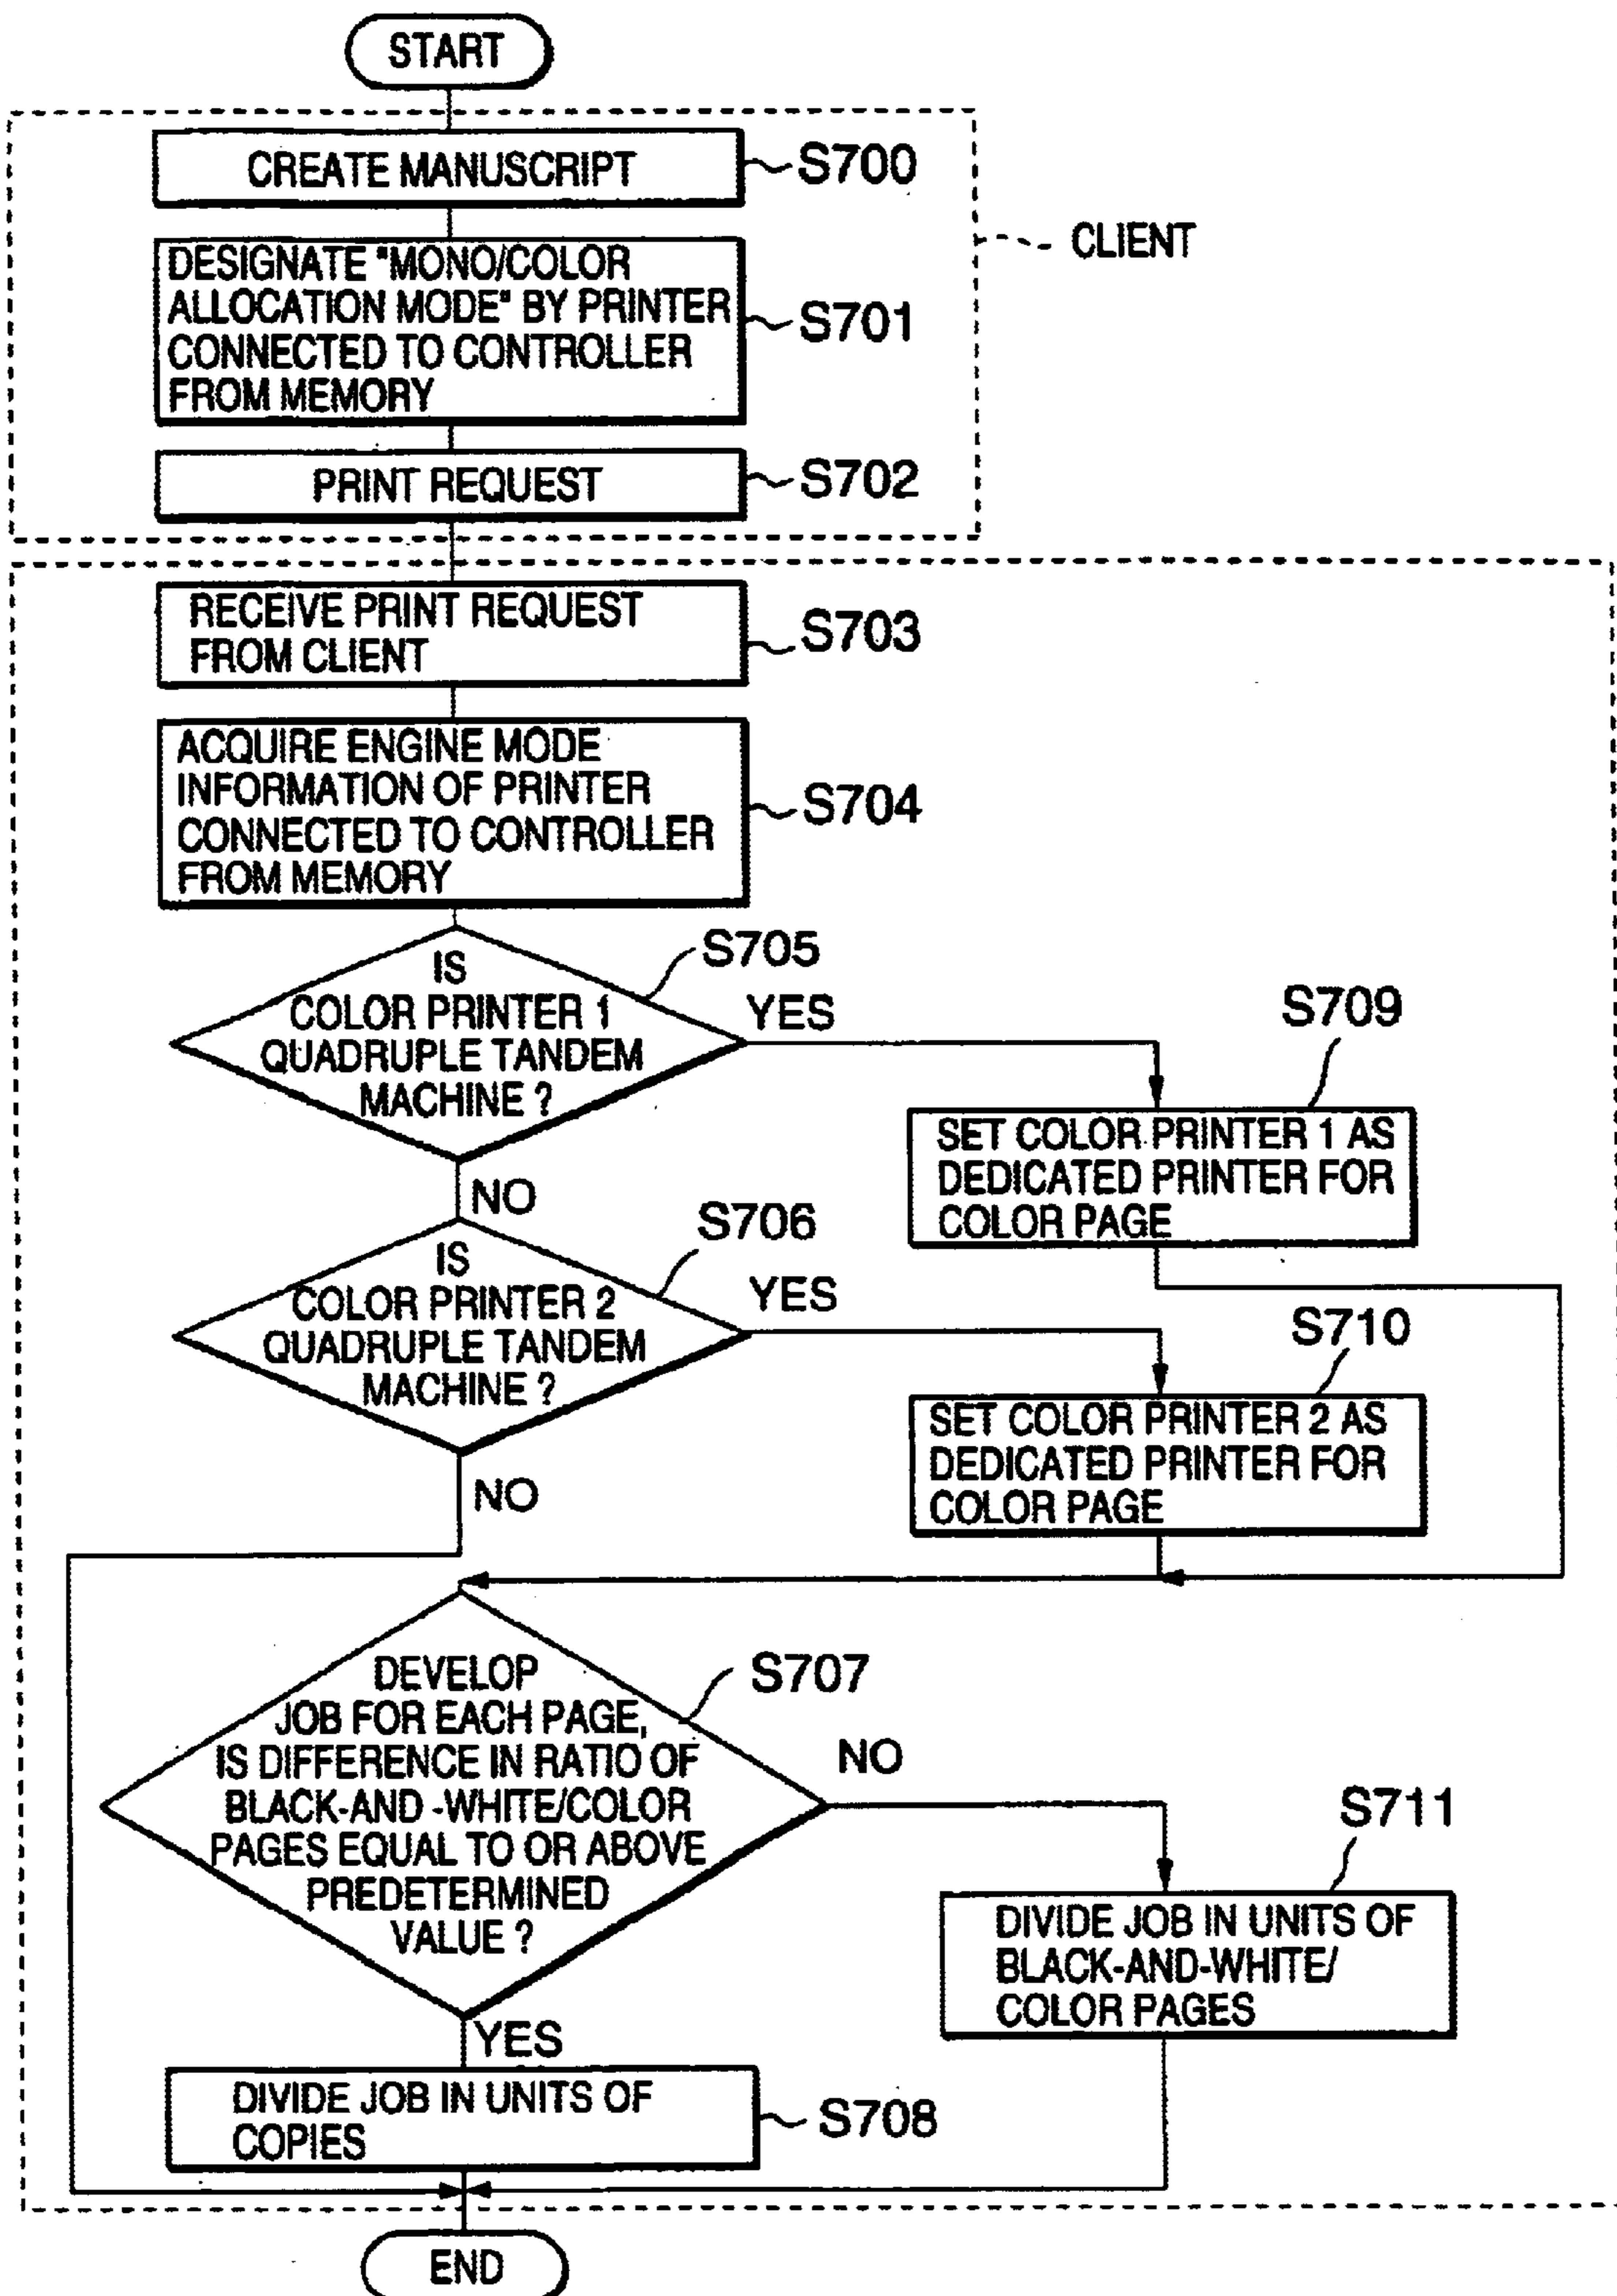 START
CREATE MANUSCRIPT
S700
DESIGNATE "MONO/COLOR
ALLOCATION MODE" BY PRINTER
CONNECTED TO CONTROLLER
FROM MEMORY
S701
CLIENT
PRINT REQUEST
S702
RECEIVE PRINT REQUEST
FROM CLIENT
S703
ACQUIRE ENGINE MODE
INFORMATION OF PRINTER
CONNECTED TO CONTROLLER
FROM MEMORY
S704
IS
COLOR PRINTER 1
QUADRUPLE TANDEM
MACHINE ?
S705
YES
NO
S709
SET COLOR PRINTER 1 AS
DEDICATED PRINTER FOR
COLOR PAGE
IS
COLOR PRINTER 2
QUADRUPLE TANDEM
MACHINE ?
S706
YES
NO
S710
SET COLOR PRINTER 2 AS
DEDICATED PRINTER FOR
COLOR PAGE
DEVELOP
JOB FOR EACH PAGE,
IS DIFFERENCE IN RATIO OF
BLACK-AND -WHITE/COLOR
PAGES EQUAL TO OR ABOVE
PREDETERMINED
VALUE ?
S707
NO
YES
S711
DIVIDE JOB IN UNITS OF
BLACK-AND-WHITE/
COLOR PAGES
DIVIDE JOB IN UNITS OF
COPIES
S708
END